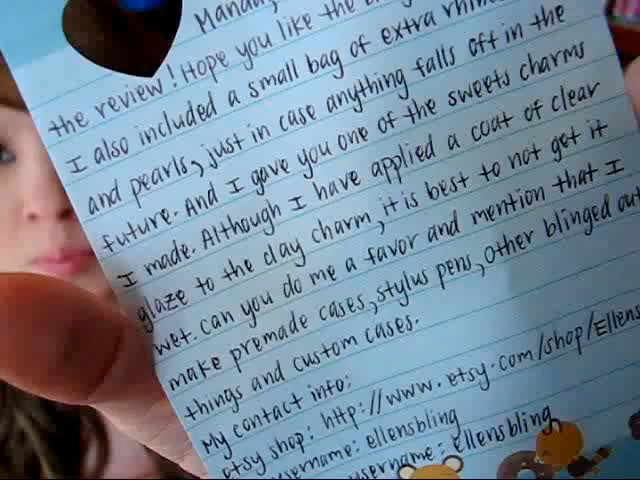 the review! Hope you like the
I also included a small bag of extra
and pearls, just in case anything falls off in the
future. And I gave you one of the sweets charms
I made. Although I have applied a coat of clear
glaze to the clay charm, it is best to not get it
wet. can you do me a favor and mention that I
make premade cases, stylus pens, other blinged out
things and custom cases.
My contact info:
etsy shop: http://www.etsy.com/shop/Ellens
username: ellensbling
username: ellensbling